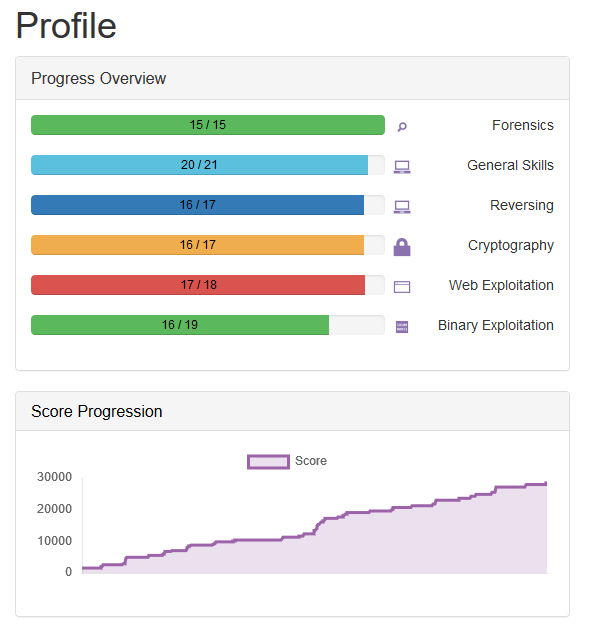 Profile
Progress Overview
15 / 15 Forensics
20 / 21 General Skills
16 / 17 Reversing
16 / 17 Cryptography
17 / 18 Web Exploitation
16 / 19 Binary Exploitation
Score Progression
Score
30000
20000
10000
0